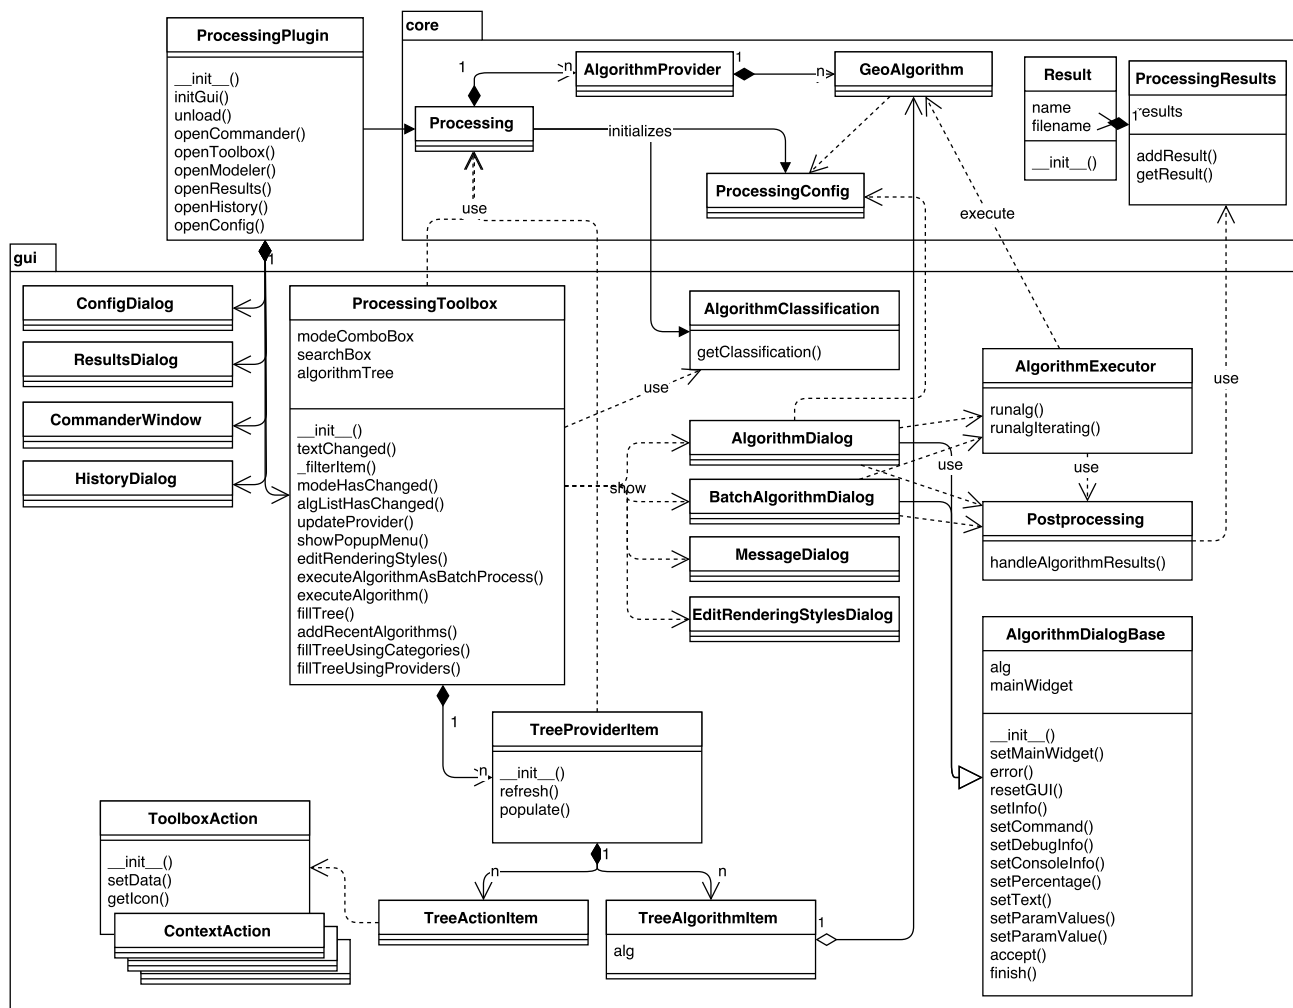 ProcessingPlugin
__init__()
initGui()
unload()
openCommander()
openToolbox()
openModeler()
openResults()
openHistory()
openConfig()
1
core
1
n
AlgorithmProvider
1
n
GeoAlgorithm
Processing
initializes
ProcessingConfig
use
execute
Result
name
filename
__init__()
ProcessingResults
results
1
addResult()
getResult()
gui
ConfigDialog
ResultsDialog
CommanderWindow
HistoryDialog
ProcessingToolbox
modeComboBox
searchBox
algorithmTree
__init__()
textChanged()
_filterItem()
modeHasChanged()
algListHasChanged()
updateProvider()
showPopupMenu()
editRenderingStyles()
executeAlgorithmAsBatchProcess()
executeAlgorithm()
fillTree()
addRecentAlgorithms()
fillTreeUsingCategories()
fillTreeUsingProviders()
1
n
AlgorithmClassification
getClassification()
use
show
AlgorithmDialog
BatchAlgorithmDialog
MessageDialog
EditRenderingStylesDialog
use
AlgorithmExecutor
runalg()
runalgIterating()
use
use
Postprocessing
handleAlgorithmResults()
AlgorithmDialogBase
alg
mainWidget
__init__()
setMainWidget()
error()
resetGUI()
setInfo()
setCommand()
setDebugInfo()
setConsoleInfo()
setPercentage()
setText()
setParamValues()
setParamValue()
accept()
finish()
TreeProviderItem
__init__()
refresh()
populate()
1
n
n
ToolboxAction
__init__()
setData()
getIcon()
ContextAction
TreeActionItem
TreeAlgorithmItem
alg
1